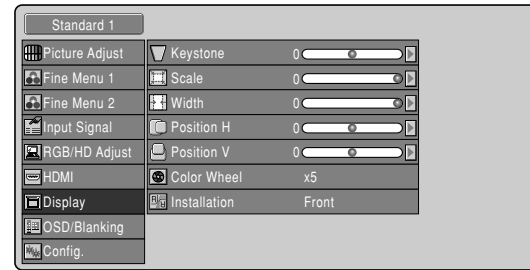 Standard 1
Picture Adjust
Fine Menu 1
Fine Menu 2
Input Signal
RGB/HD Adjust
HDMI
Display
OSD/Blanking
Config.
Keystone 0
Scale 0
Width 0
Position H 0
Position V 0
Color Wheel x5
Installation Front